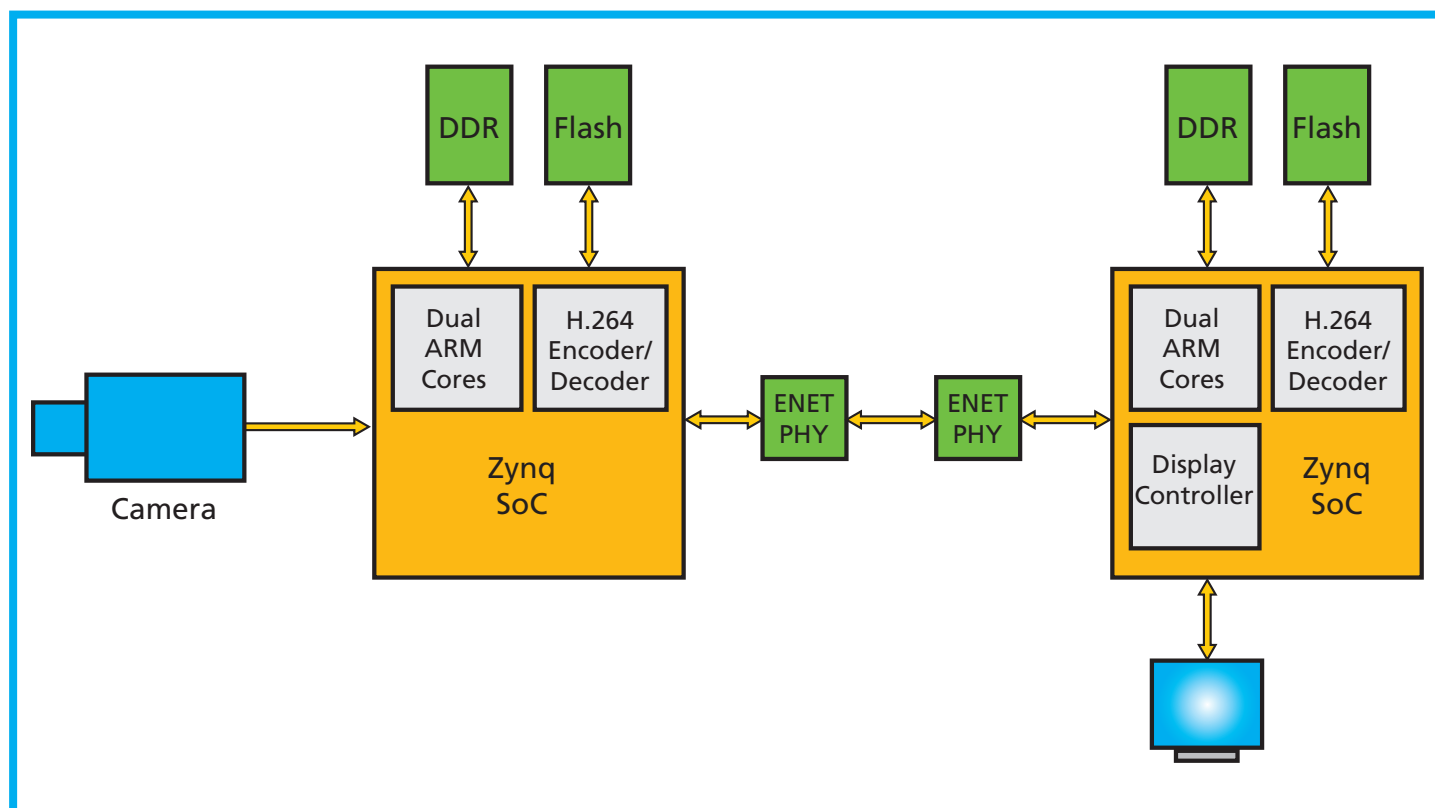 DDR
Flash
DDR
Flash
Dual
ARM
Cores
H.264
Encoder/
Decoder
Zynq
SoC
Camera
ENET
PHY
ENET
PHY
Dual
ARM
Cores
H.264
Encoder/
Decoder
Display
Controller
Zynq
SoC